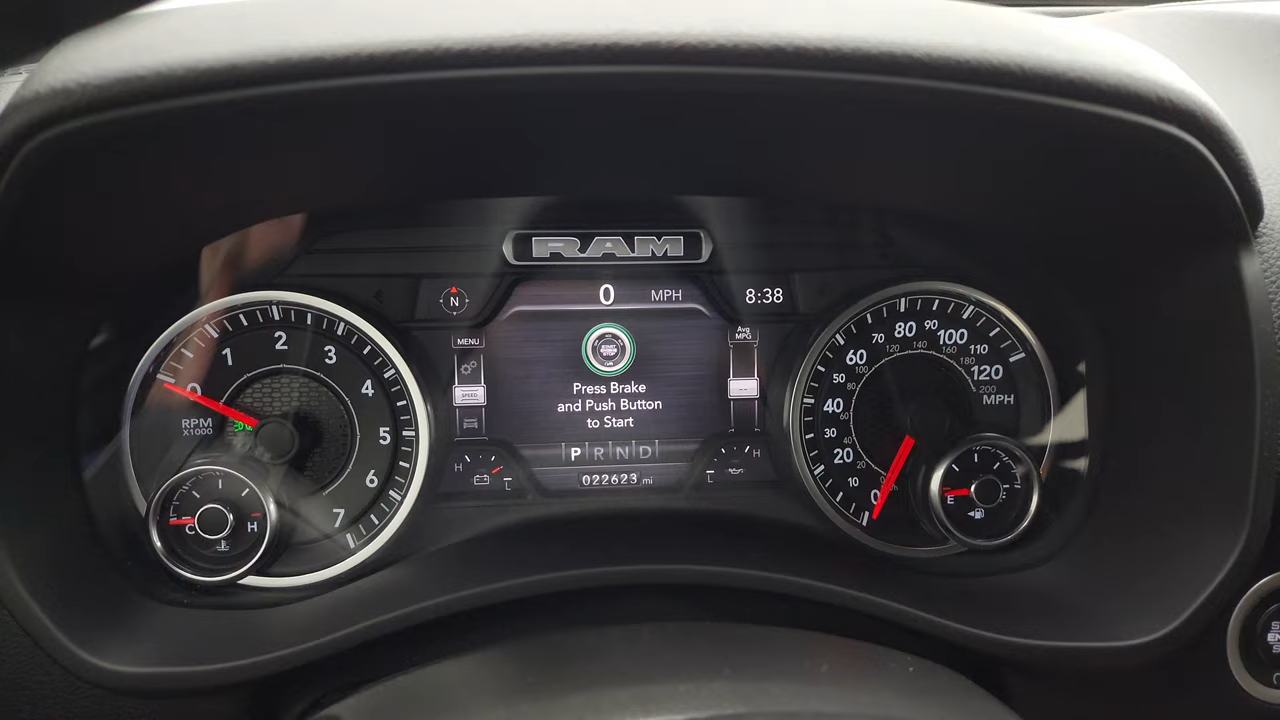 RAM
N
0 MPH
8:38
MENU
SPEED
Avg
MPG
--
START
STOP
Press Brake
and Push Button
to Start
P R N D
022623 mi
H L
L H
0 1 2 3 4 5 6 7
RPM
X1000
C H
0 10 20 30 40 50 60 70 80 90 100 110 120
MPH
20 40 60 80 100 120 140 160 180 200
E